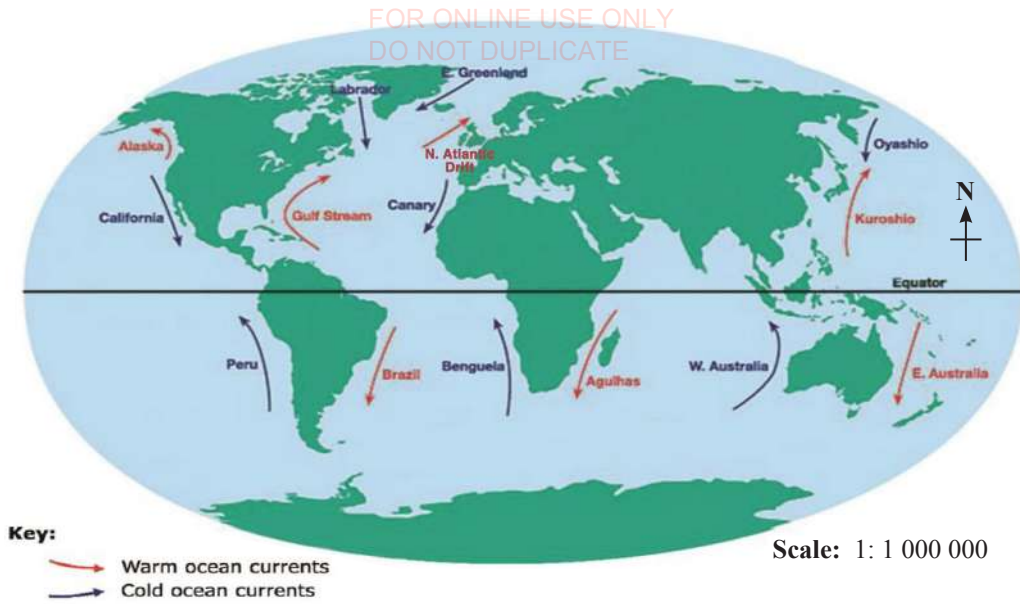 FOR ONLINE USE ONLY
DO NOT DUPLICATE
E. Greenland
Labrador
Alaska
N. Atlantic
Drift
Oyashio
California
Gulf Stream
Canary
Kuroshio
N
Equator
Peru
Brazil
Benguela
Agulhas
W. Australia
E. Australia
Key:
Warm ocean currents
Cold ocean currents
Scale: 1: 1 000 000